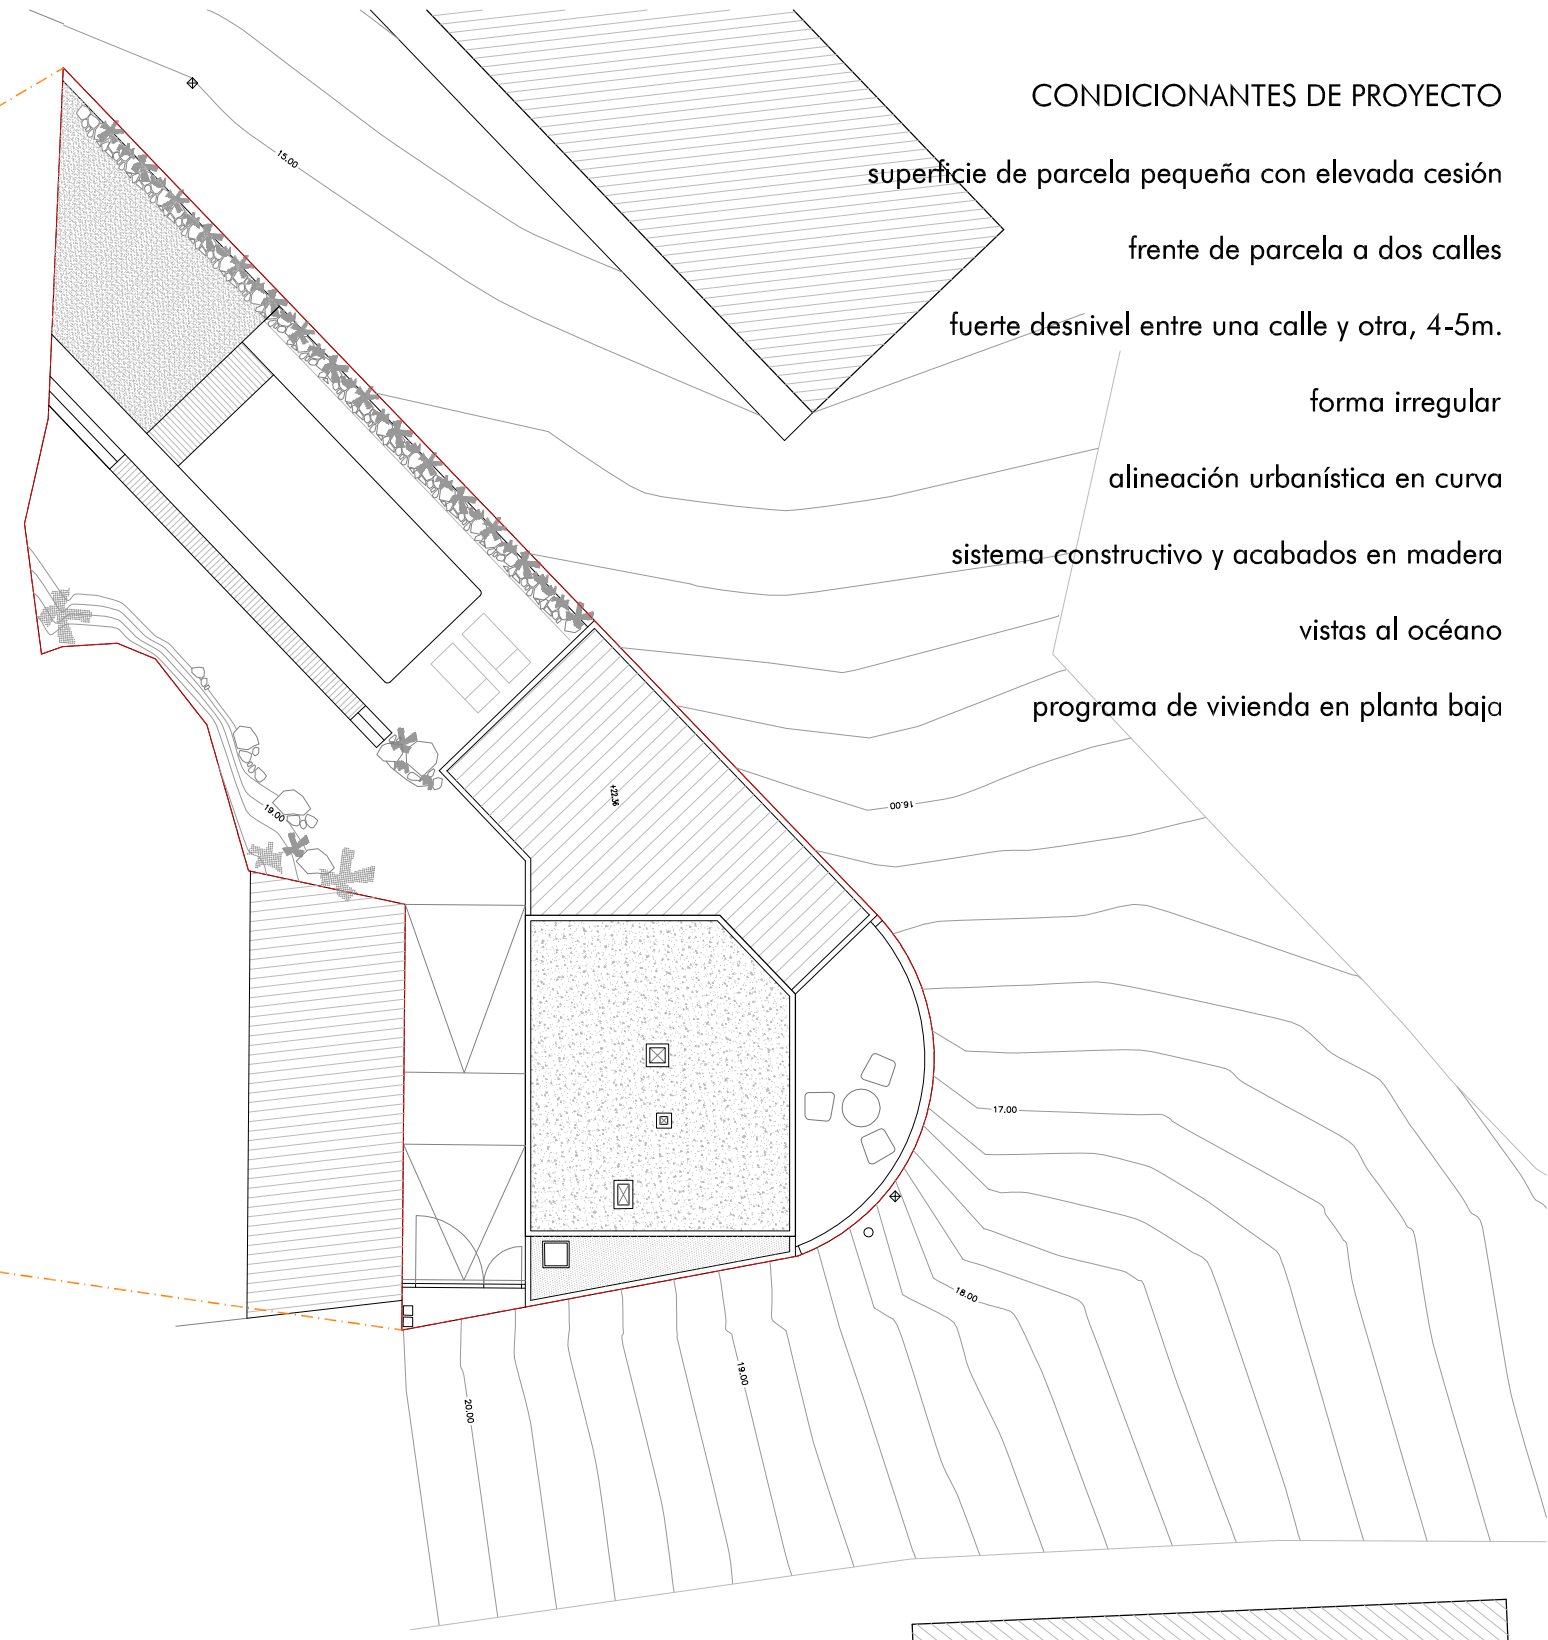 CONDICIONANTES DE PROYECTO
15.00
superficie de parcela pequeña con elevada cesión
frente de parcela a dos calles
fuerte desnivel entre una calle y otra, 4-5m.
forma irregular
alineación urbanística en curva
sistema constructivo y acabados en madera
vistas al océano
programa de vivienda en planta baja
+22.36
16.00
19.00
17.00
18.00
19.00
20.00